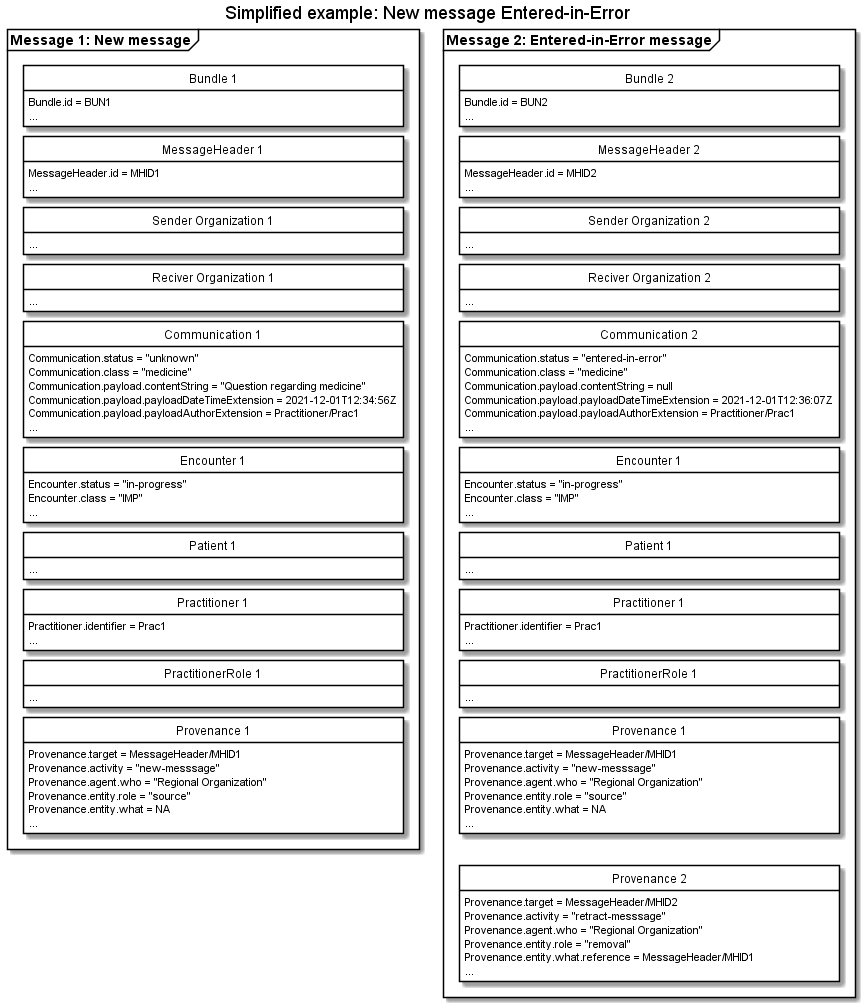 Simplified example: New message Entered-in-Error
Message 1: New message
Bundle 1
Bundle.id = BUN1
...
MessageHeader 1
MessageHeader.id = MHID1
...
Sender Organization 1
...
Reciver Organization 1
...
Communication 1
Communication.status = "unknown"
Communication.class = "medicine"
Communication.payload.contentString = "Question regarding medicine"
Communication.payload.payloadDateTimeExtension = 2021-12-01T12:34:56Z
Communication.payload.payloadAuthorExtension = Practitioner/Prac1
...
Encounter 1
Encounter.status = "in-progress"
Encounter.class = "IMP"
...
Patient 1
...
Practitioner 1
Practitioner.identifier = Prac1
...
PractitionerRole 1
...
Provenance 1
Provenance.target = MessageHeader/MHID1
Provenance.activity = "new-messsage"
Provenance.agent.who = "Regional Organization"
Provenance.entity.role = "source"
Provenance.entity.what = NA
...
Message 2: Entered-in-Error message
Bundle 2
Bundle.id = BUN2
...
MessageHeader 2
MessageHeader.id = MHID2
...
Sender Organization 2
...
Reciver Organization 2
...
Communication 2
Communication.status = "entered-in-error"
Communication.class = "medicine"
Communication.payload.contentString = null
Communication.payload.payloadDateTimeExtension = 2021-12-01T12:36:07Z
Communication.payload.payloadAuthorExtension = Practitioner/Prac1
...
Encounter 1
Encounter.status = "in-progress"
Encounter.class = "IMP"
...
Patient 1
...
Practitioner 1
Practitioner.identifier = Prac1
...
PractitionerRole 1
...
Provenance 1
Provenance.target = MessageHeader/MHID1
Provenance.activity = "new-messsage"
Provenance.agent.who = "Regional Organization"
Provenance.entity.role = "source"
Provenance.entity.what = NA
...
Provenance 2
Provenance.target = MessageHeader/MHID2
Provenance.activity = "retract-messsage"
Provenance.agent.who = "Regional Organization"
Provenance.entity.role = "removal"
Provenance.entity.what.reference = MessageHeader/MHID1
...